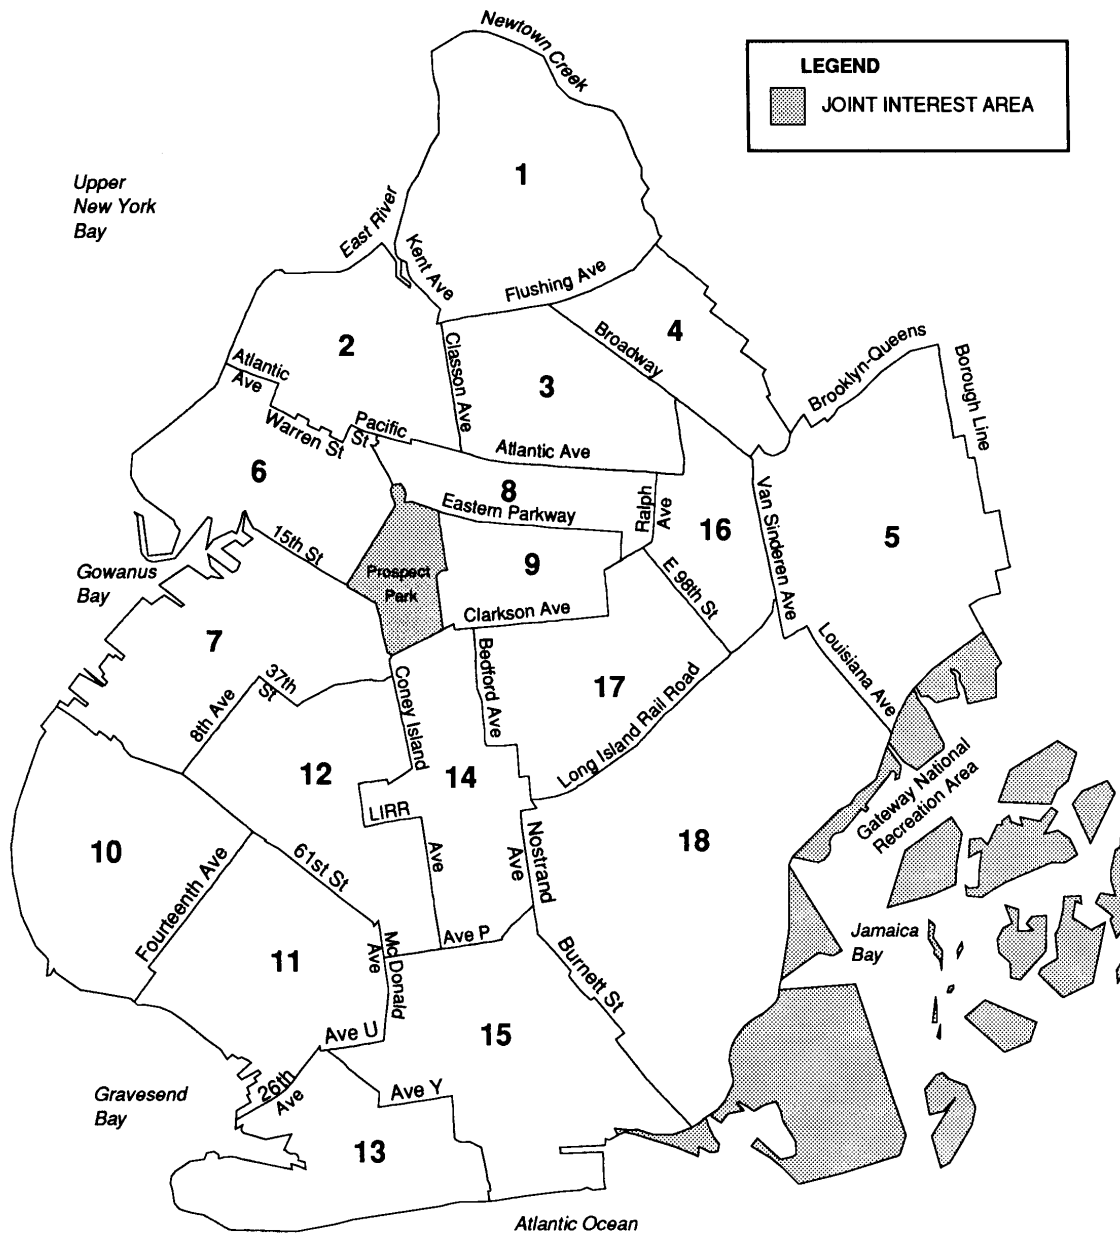 Newtown Creek
LEGEND
JOINT INTEREST AREA
1
Upper
New York
Bay
East River
Kent Ave
Flushing Ave
2
Classon Ave
3
Broadway
4
Brooklyn-Queens
Borough Line
Atlantic
Ave
Warren St
Pacific
St
Atlantic Ave
6
8
Eastern Parkway
Ralph
Ave
16
Van Sinderen Ave
5
15th St
9
Gowanus
Bay
Prospect
Park
E 98th St
Clarkson Ave
7
37th
St
8th Ave
Coney Island
Bedford Ave
17
Long Island Rail Road
Louisiana Ave
12
14
LIRR
Gateway National
Recreation Area
10
Fourteenth Ave
61st St
Ave
Nostrand
Ave
18
Ave P
McDonald
Ave
11
Burnett St
Jamaica
Bay
Ave U
15
Gravesend
Bay
26th
Ave
Ave Y
13
Atlantic Ocean